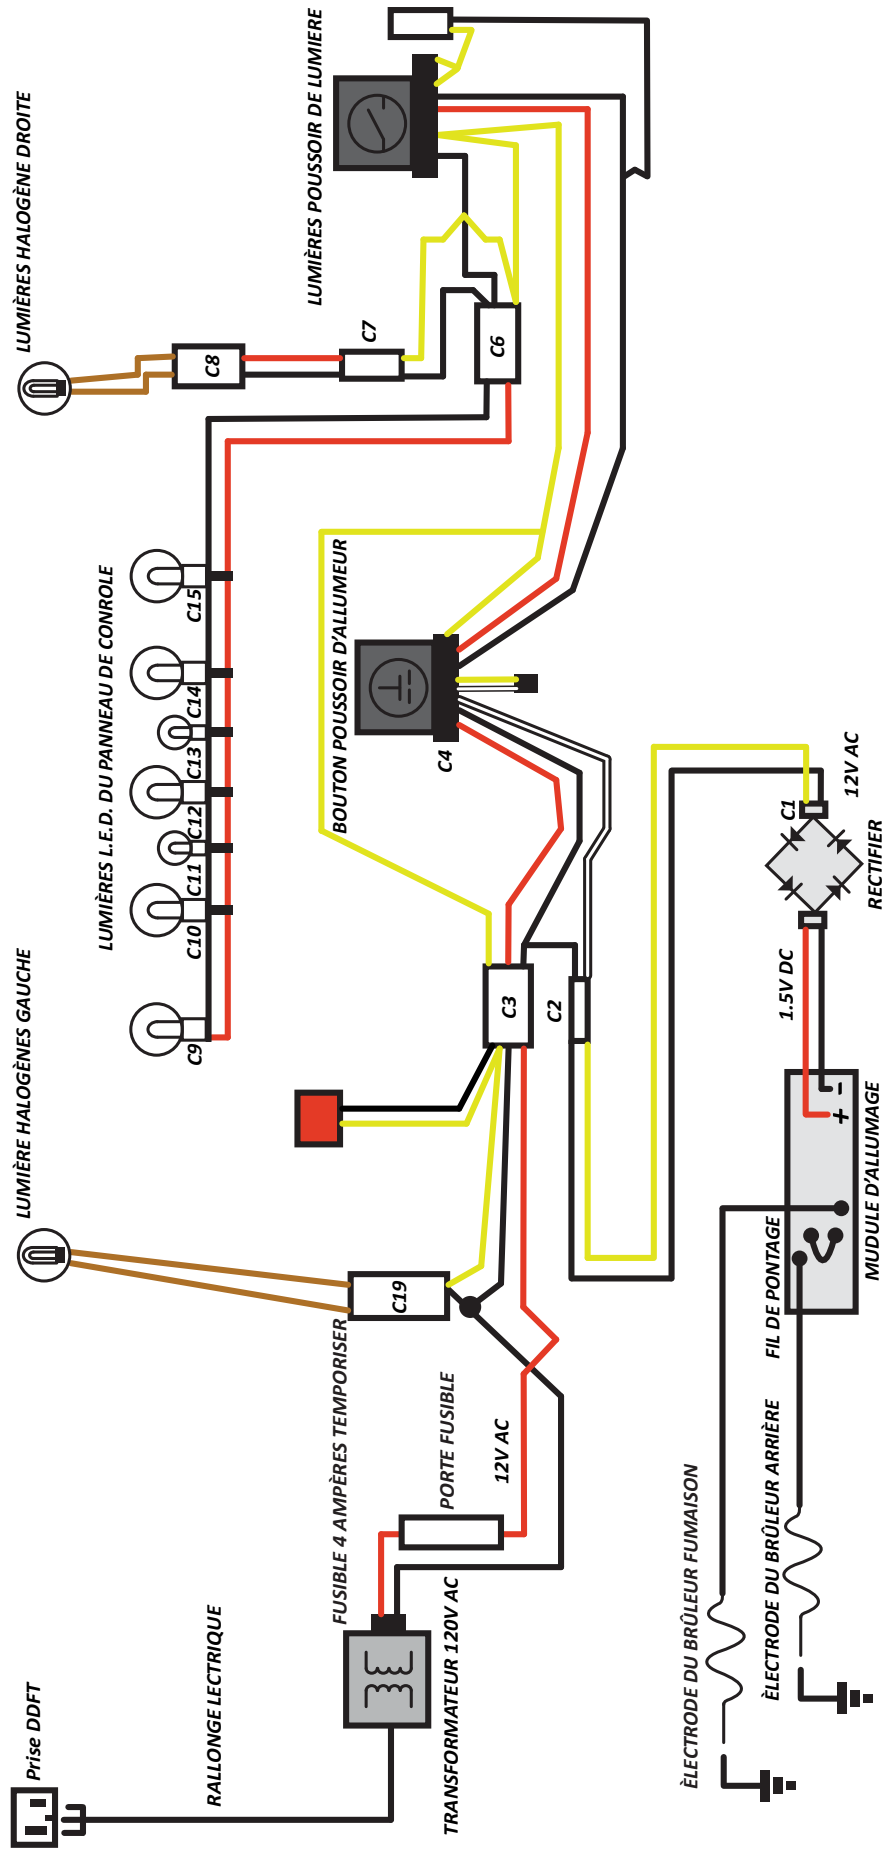 Prise DDFT
RALLONGE LECTRIQUE
TRANSFORMATEUR 120V AC
FUSIBLE 4 AMPÈRES TEMPORISER
PORTE FUSIBLE
12V AC
LUMIÈRE HALOGÈNES GAUCHE
C19
C3
C2
LUMIÈRES L.E.D. DU PANNEAU DE CONROLE
C9
C10
C11
C12
C13
C14
C15
BOUTON POUSSOIR D'ALLUMEUR
C4
LUMIÈRES HALOGÈNE DROITE
C8
C7
C6
LUMIÈRES POUSSOIR DE LUMIERE
ÈLECTRODE DU BRÛLEUR FUMAISON
ÈLECTRODE DU BRÛLEUR ARRIÈRE
FIL DE PONTAGE
MUDULE D'ALLUMAGE
+ -
1.5V DC
RECTIFIER
C1
12V AC